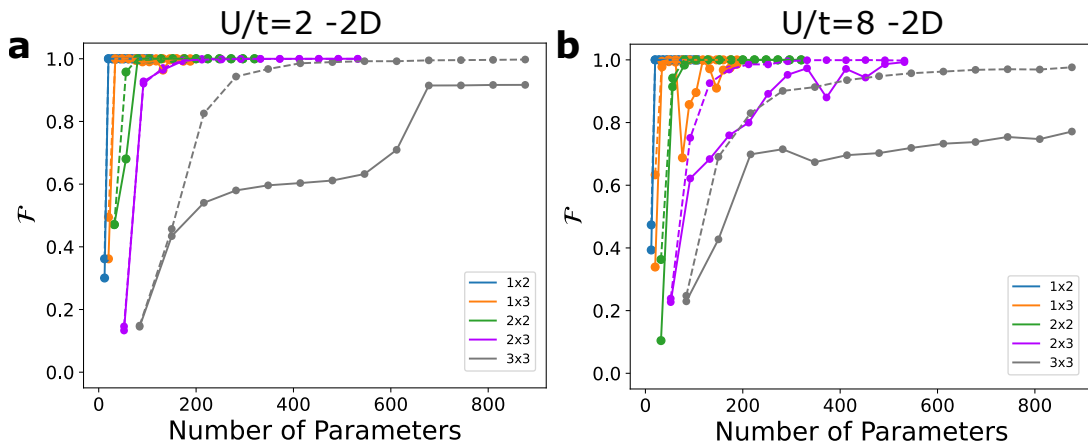 a
U/t=2 -2D
1.0
0.8
0.6
0.4
0.2
0.0
ℱ
0
200
400
600
800
Number of Parameters
1x2
1x3
2x2
2x3
3x3
b
U/t=8 -2D
1.0
0.8
0.6
0.4
0.2
0.0
ℱ
0
200
400
600
800
Number of Parameters
1x2
1x3
2x2
2x3
3x3